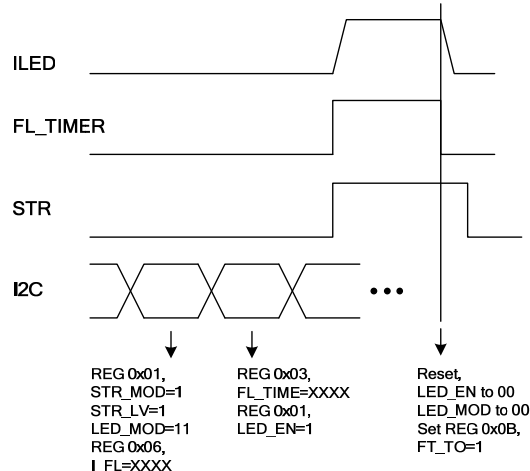 ILED
FL_TIMER
STR
I2C
REG 0x01,
STR_MOD=1
STR_LV=1
LED_MOD=11
REG 0x06,
I_FL=XXXX
REG 0x03,
FL_TIME=XXXX
REG 0x01,
LED_EN=1
Reset,
LED_EN to 00
LED_MOD to 00
Set REG 0x0B,
FT_TO=1